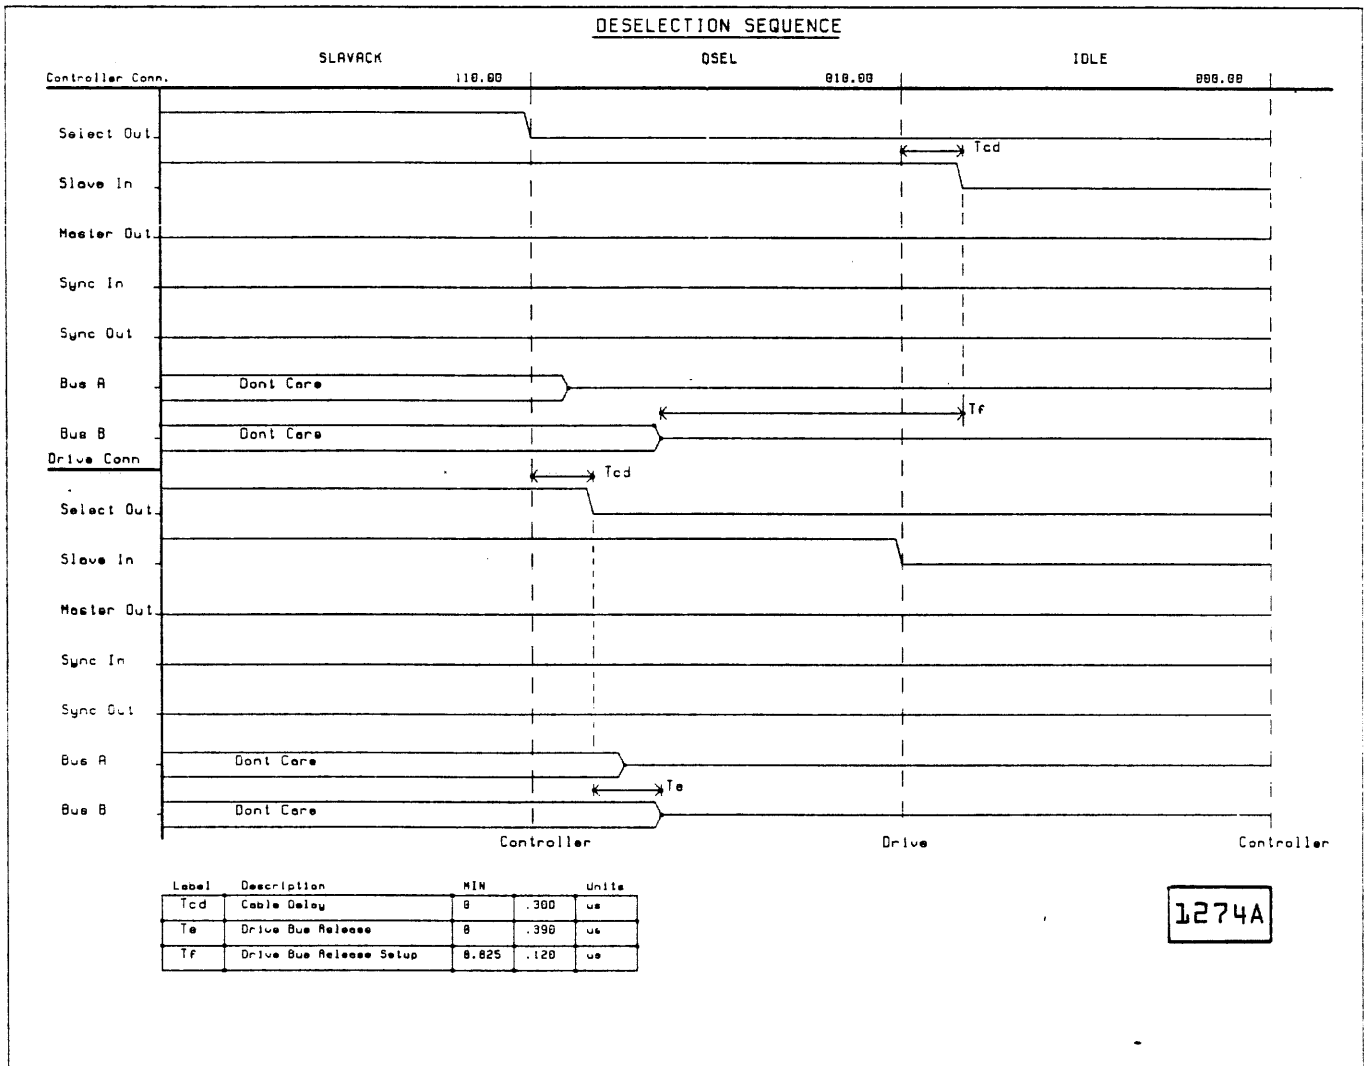 DESELECTION SEQUENCE
SLAVACK QSEL IDLE
Controller Conn. 110.00 010.00 000.00
Select Out
Tcd
Slave In
Master Out
Sync In
Sync Out
Bus A Dont Care
Tf
Bus B Dont Care
Drive Conn
Tcd
Select Out
Slave In
Master Out
Sync In
Sync Out
Bus A Dont Care
Te
Bus B Dont Care
Controller Drive Controller
Label Description MIN Units
Tcd Cable Delay 0 .300 us
Te Drive Bus Release 0 .390 us
Tf Drive Bus Release Setup 0.025 .120 us
1274A